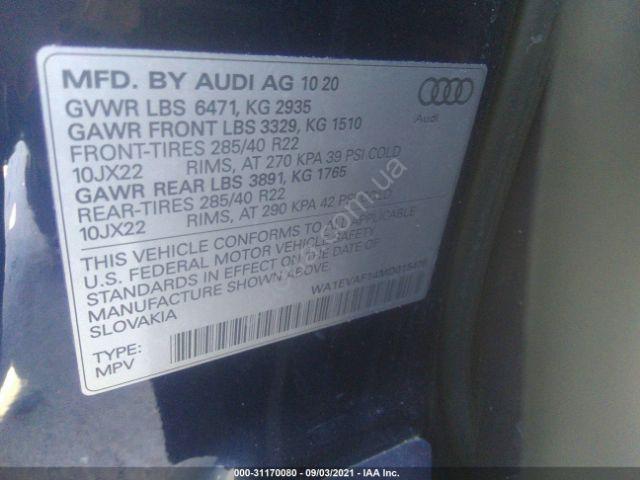 MFD. BY AUDI AG 10 20
Audi
GVWR LBS 6471, KG 2935
GAWR FRONT LBS 3329, KG 1510
FRONT-TIRES 285/40 R22
10JX22 RIMS, AT 270 KPA 39 PSI COLD
GAWR REAR LBS 3891, KG 1765
REAR-TIRES 285/40 R22
10JX22 RIMS, AT 290 KPA 42 PSI COLD
THIS VEHICLE CONFORMS TO ALL APPLICABLE
U.S. FEDERAL MOTOR VEHICLE SAFETY
STANDARDS IN EFFECT ON THE DATE OF
MANUFACTURE SHOWN ABOVE.
SLOVAKIA
TYPE:
MPV
000-31170080 - 09/03/2021 - IAA Inc.